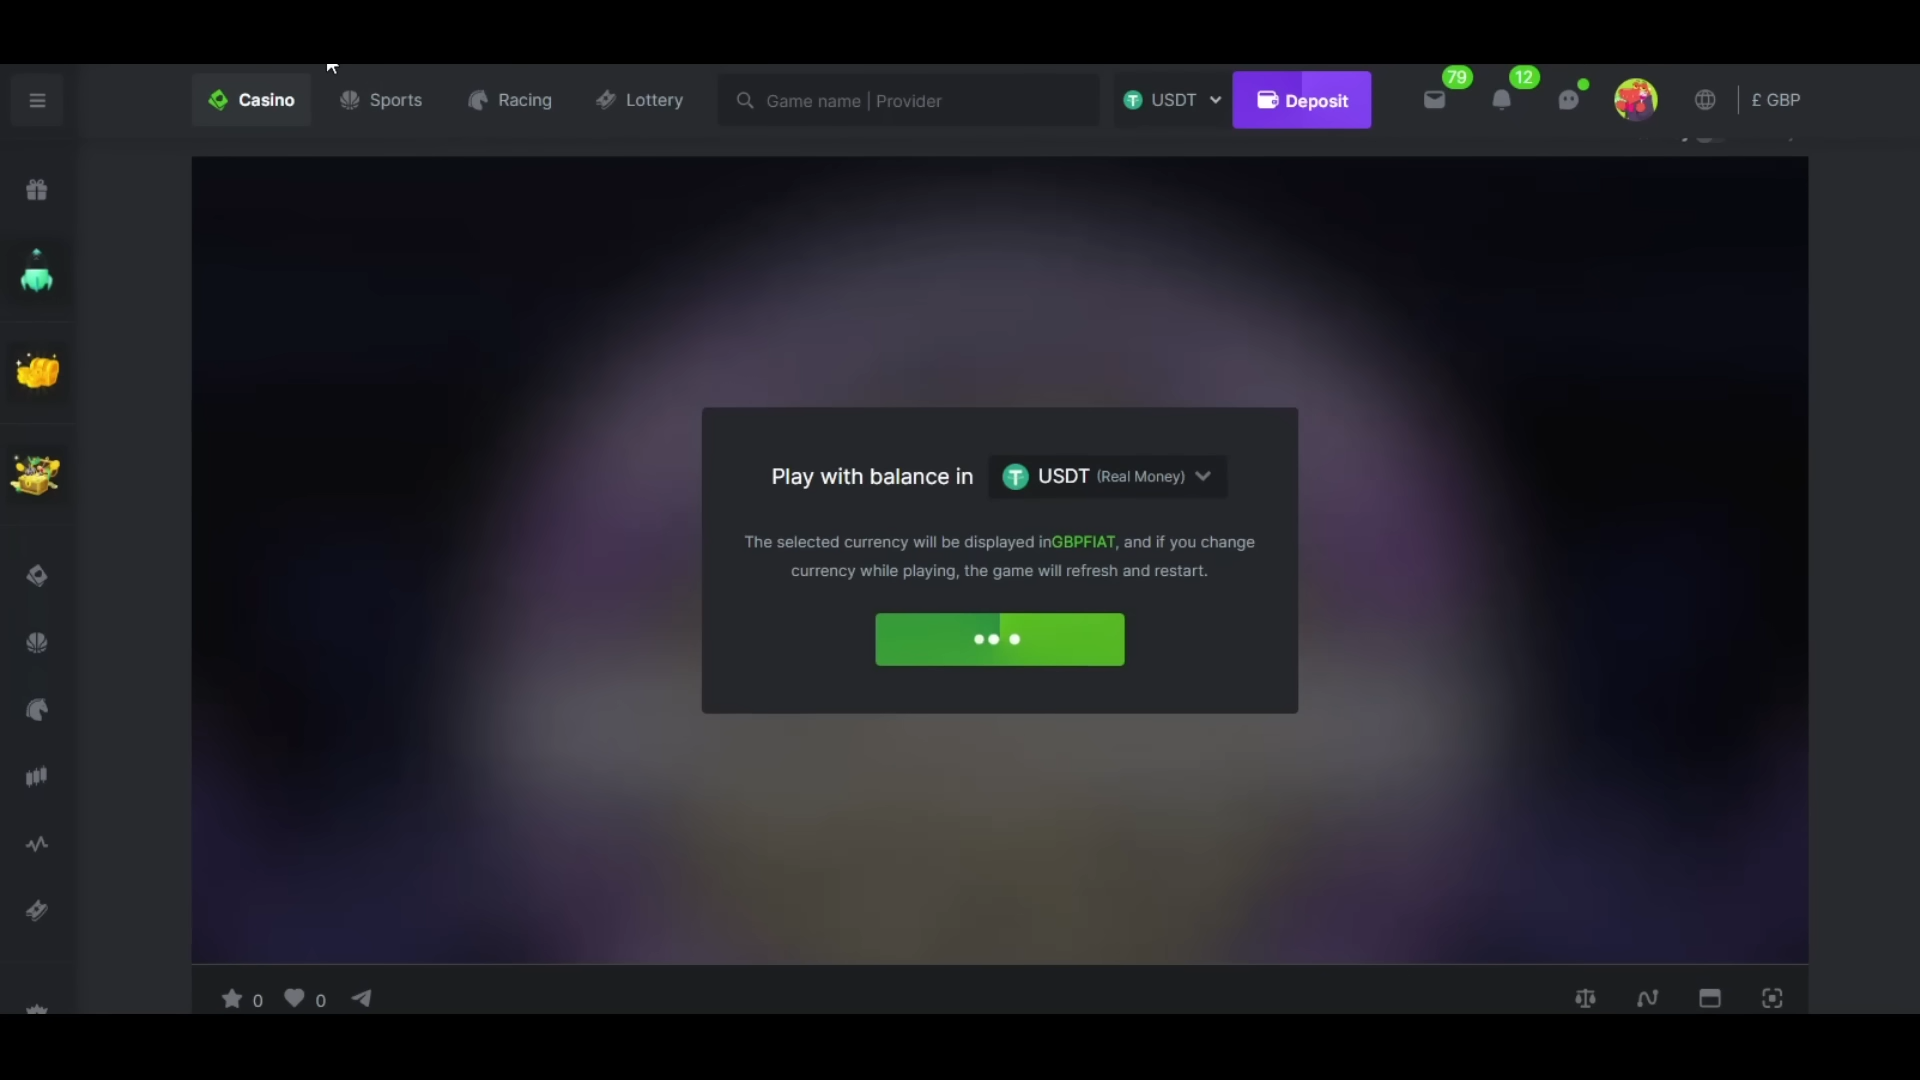 Casino Sports Racing Lottery Game name | Provider USDT Deposit 79 12 £ GBP
Play with balance in USDT (Real Money)
The selected currency will be displayed inGBPFIAT, and if you change
currency while playing, the game will refresh and restart.
0 0